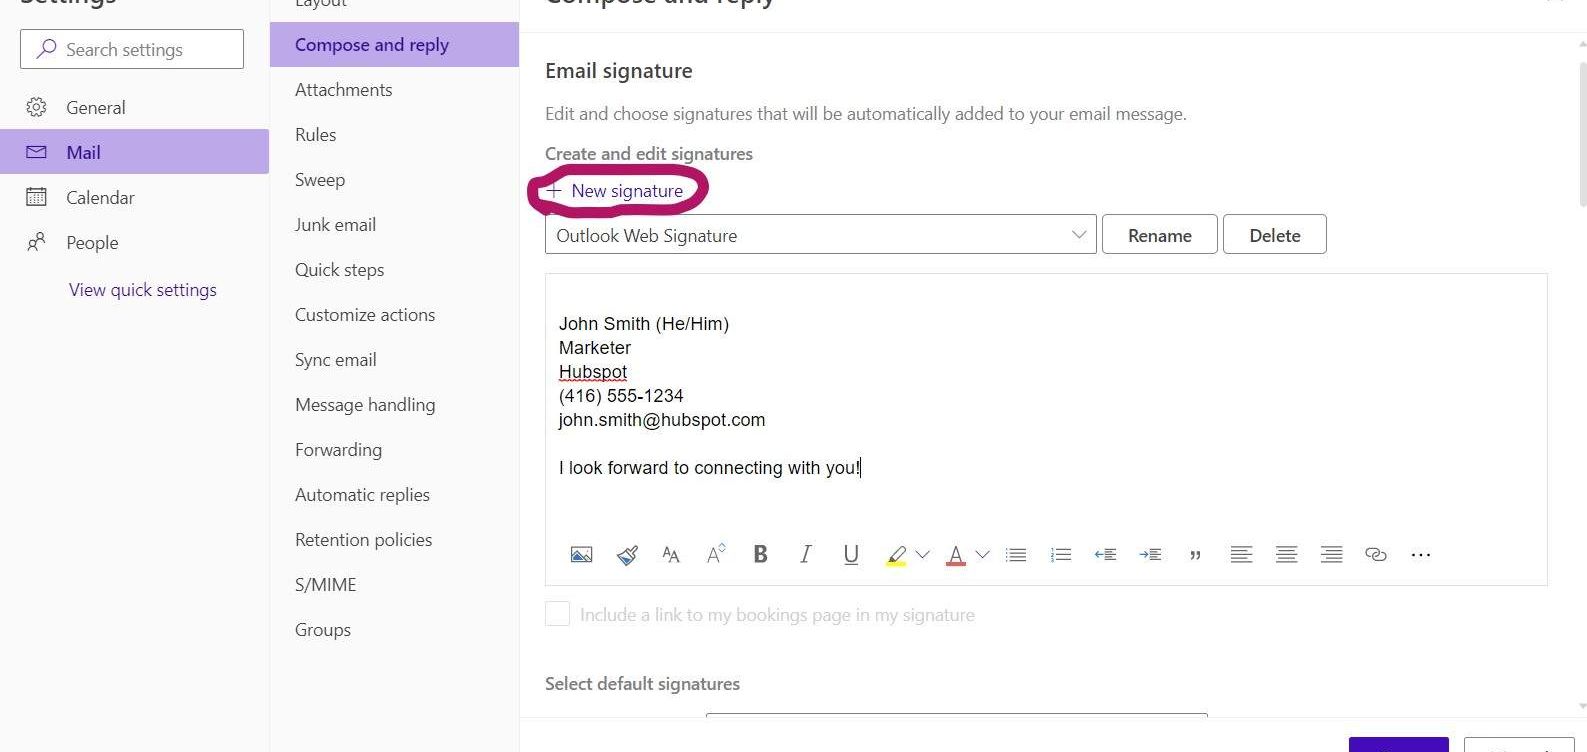 Settings
Search settings
General
Mail
Calendar
People
View quick settings
Layout
Compose and reply
Attachments
Rules
Sweep
Junk email
Quick steps
Customize actions
Sync email
Message handling
Forwarding
Automatic replies
Retention policies
S/MIME
Groups
Compose and reply
Email signature
Edit and choose signatures that will be automatically added to your email message.
Create and edit signatures
New signature
Outlook Web Signature Rename Delete
John Smith (He/Him)
Marketer
Hubspot
(416) 555-1234
john.smith@hubspot.com
I look forward to connecting with you!
Include a link to my bookings page in my signature
Select default signatures